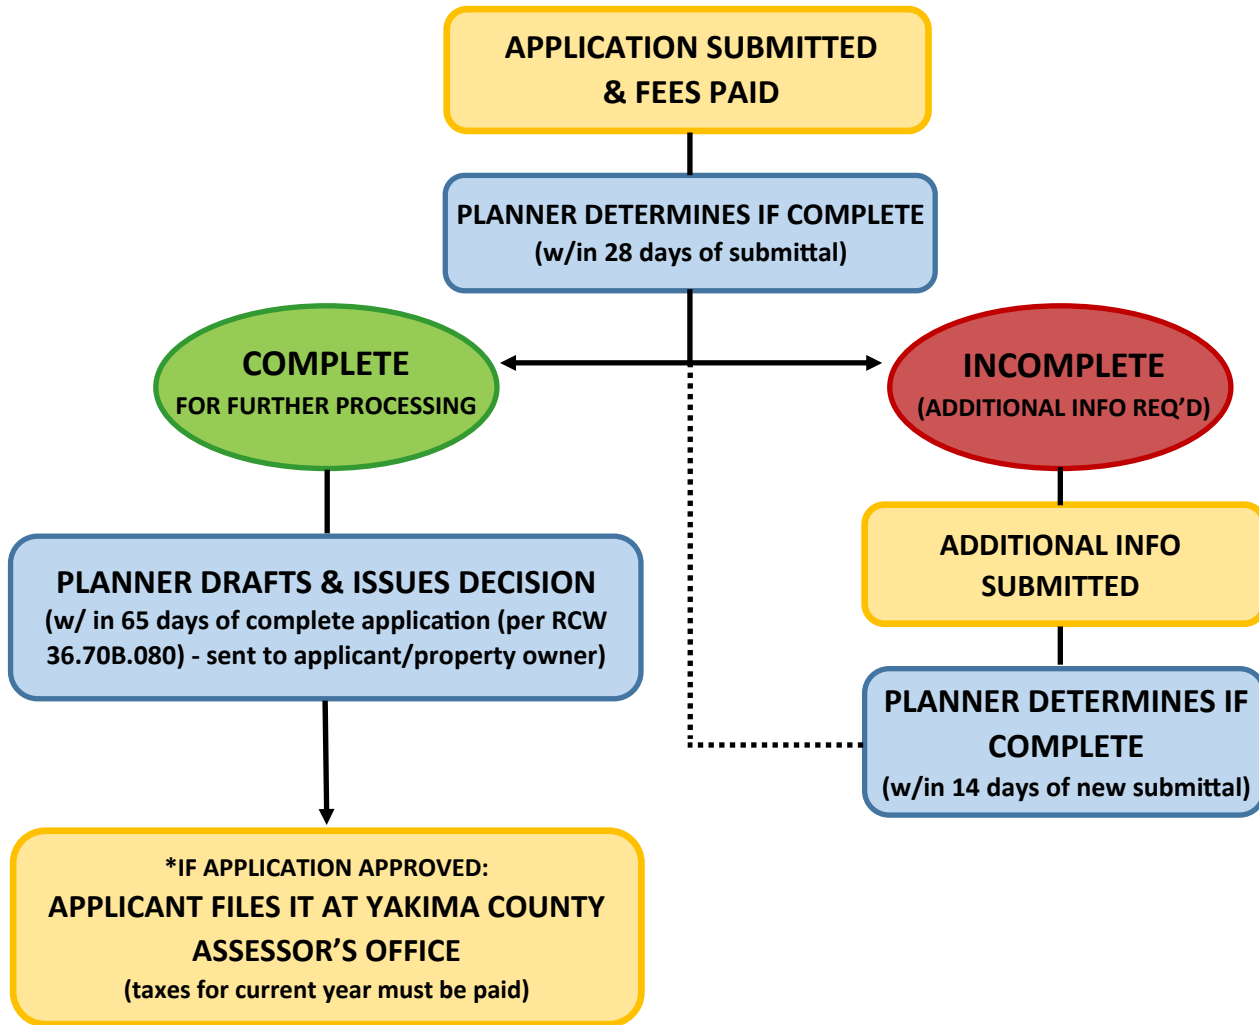 APPLICATION SUBMITTED
& FEES PAID
PLANNER DETERMINES IF COMPLETE
(w/in 28 days of submittal)
COMPLETE
FOR FURTHER PROCESSING
INCOMPLETE
(ADDITIONAL INFO REQ’D)
PLANNER DRAFTS & ISSUES DECISION
(w/ in 65 days of complete application (per RCW
36.70B.080) - sent to applicant/property owner)
ADDITIONAL INFO
SUBMITTED
PLANNER DETERMINES IF
COMPLETE
(w/in 14 days of new submittal)
*IF APPLICATION APPROVED:
APPLICANT FILES IT AT YAKIMA COUNTY
ASSESSOR’S OFFICE
(taxes for current year must be paid)